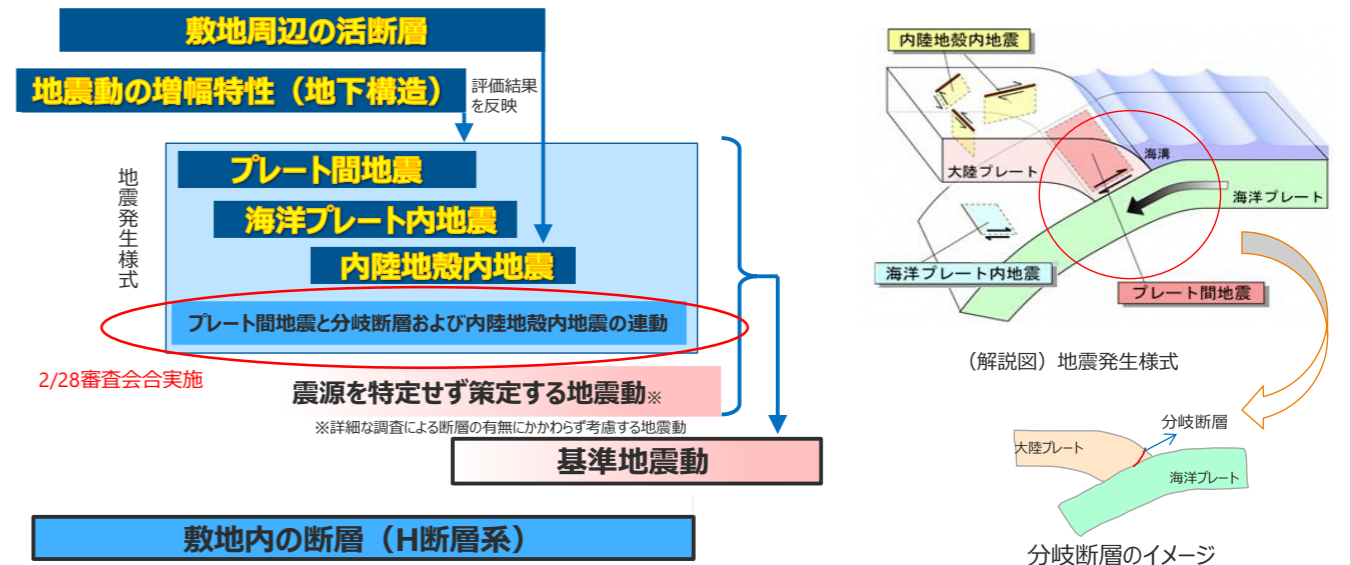 敷地周辺の活断層
地震動の増幅特性（地下構造）
評価結果
を反映
地震発生様式
プレート間地震
海洋プレート内地震
内陸地殻内地震
プレート間地震と分岐断層および内陸地殻内地震の連動
2/28審査会合実施
震源を特定せず策定する地震動※
※詳細な調査による断層の有無にかかわらず考慮する地震動
基準地震動
敷地内の断層（H断層系）
内陸地殻内地震
海溝
大陸プレート
海洋プレート
海洋プレート内地震
プレート間地震
（解説図）地震発生様式
分岐断層
大陸プレート
海洋プレート
分岐断層のイメージ